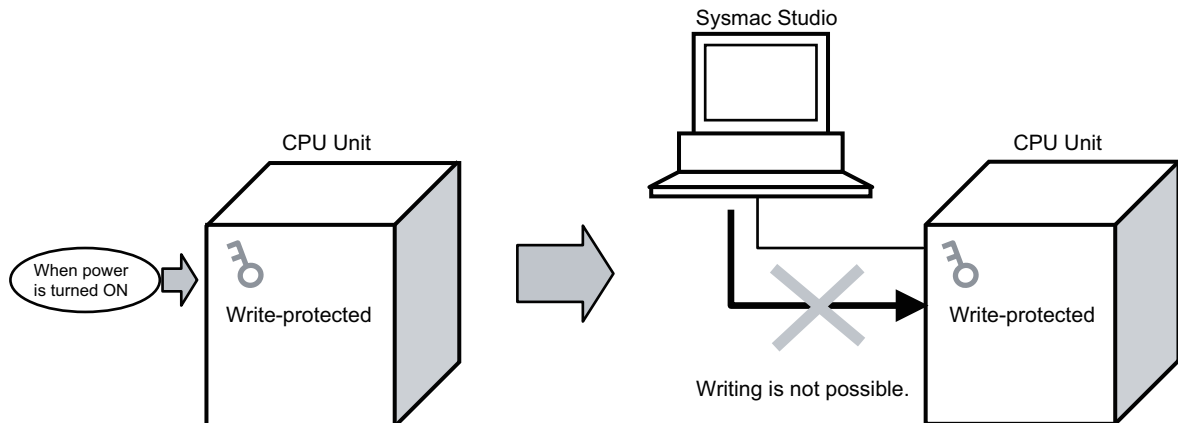 Sysmac Studio
CPU Unit
CPU Unit
When power
is turned ON
Write-protected
Write-protected
Writing is not possible.